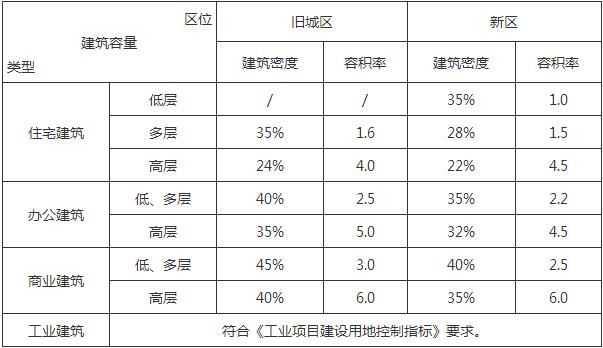 区位
建筑容量
类型
旧城区 新区
建筑密度 容积率 建筑密度 容积率
住宅建筑
低层 / / 35% 1.0
多层 35% 1.6 28% 1.5
高层 24% 4.0 22% 4.5
办公建筑
低、多层 40% 2.5 35% 2.2
高层 35% 5.0 32% 4.5
商业建筑
低、多层 45% 3.0 40% 2.5
高层 40% 6.0 35% 6.0
工业建筑 符合《工业项目建设用地控制指标》要求。